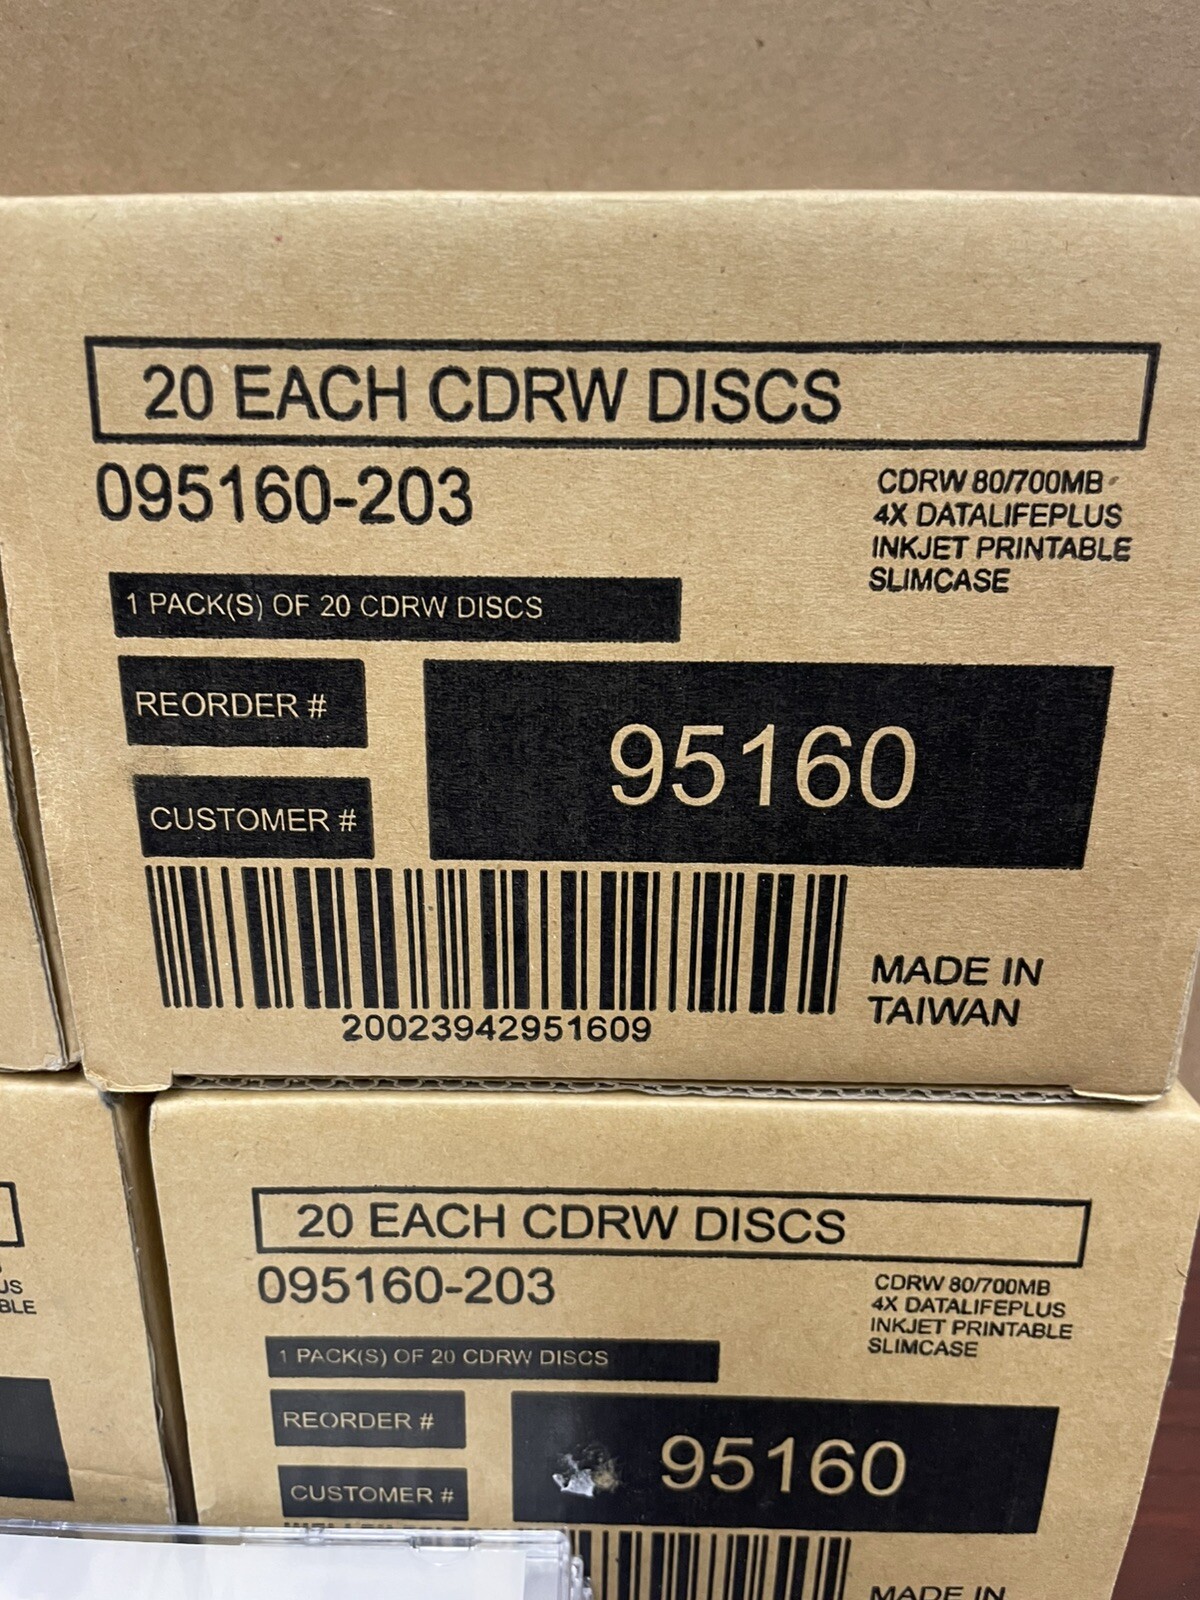 20 EACH CDRW DISCS
095160-203
CDRW 80/700MB
4X DATALIFEPLUS
INKJET PRINTABLE
SLIMCASE
1 PACK(S) OF 20 CDRW DISCS
REORDER #
95160
CUSTOMER #
20023942951609
MADE IN
TAIWAN
20 EACH CDRW DISCS
095160-203
CDRW 80/700MB
4X DATALIFEPLUS
INKJET PRINTABLE
SLIMCASE
1 PACK(S) OF 20 CDRW DISCS
REORDER #
95160
CUSTOMER #
MADE IN